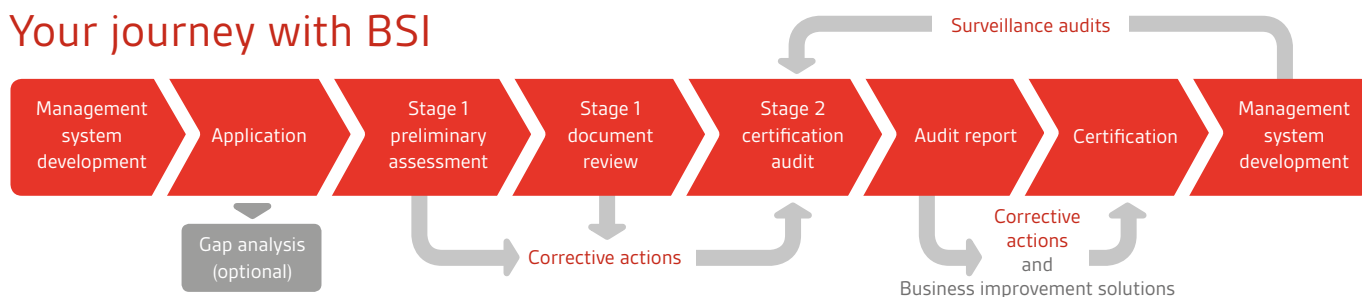 Your journey with BSI
Surveillance audits
Management
system
development
Application
Stage 1
preliminary
assessment
Stage 1
document
review
Stage 2
certification
audit
Audit report
Certification
Management
system
development
Gap analysis
(optional)
Corrective actions
Corrective
actions
and
Business improvement solutions